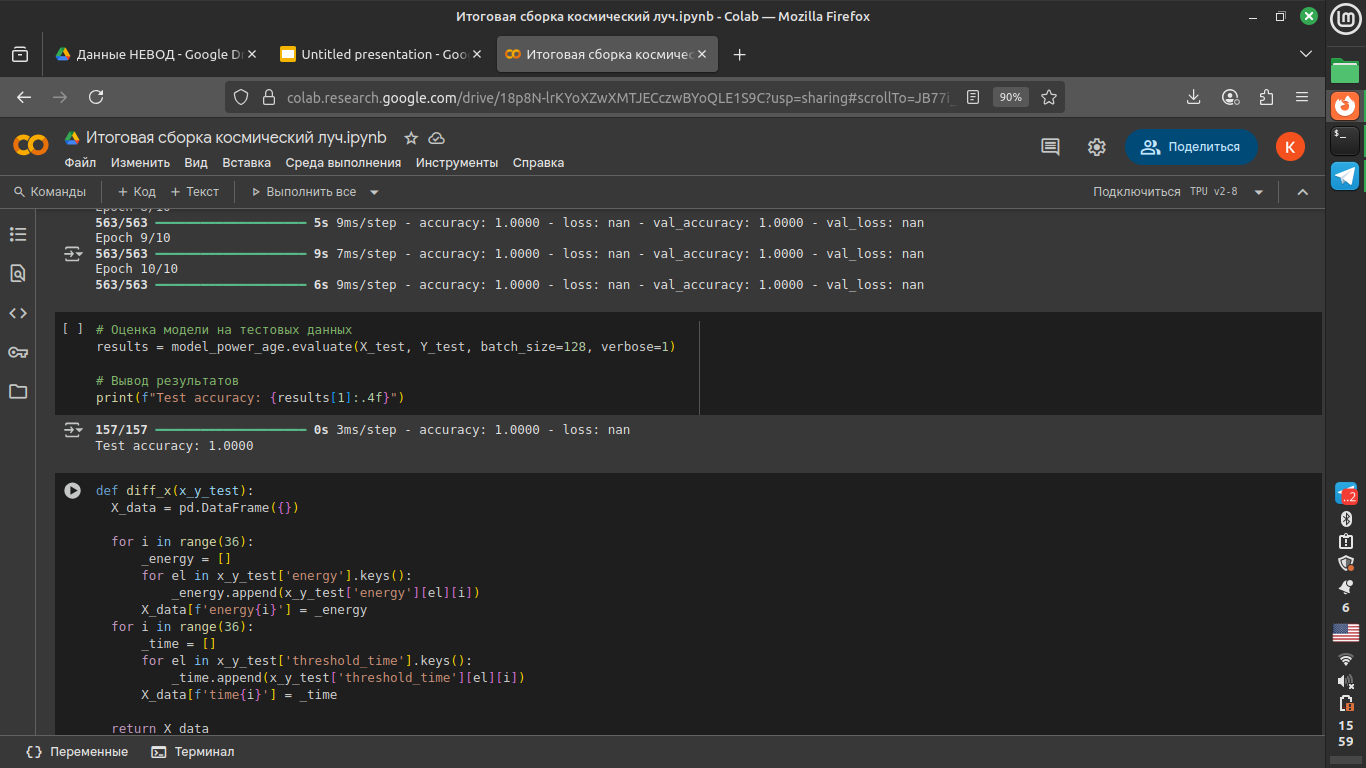 Итоговая сборка космический луч.ipynb - Colab — Mozilla Firefox
Данные НЕВОД - Google D
Untitled presentation - Goo
Итоговая сборка космичес
colab.research.google.com/drive/18p8N-lrKYoXZwXMTJECczwBYoQLE1S9C?usp=sharing#scrollTo=JB77i_
90%
Итоговая сборка космический луч.ipynb
Файл Изменить Вид Вставка Среда выполнения Инструменты Справка
Поделиться
K
Команды + Код + Текст Выполнить все
Подключиться TPU v2-8
Epoch 8/10
563/563 5s 9ms/step - accuracy: 1.0000 - loss: nan - val_accuracy: 1.0000 - val_loss: nan
Epoch 9/10
563/563 9s 7ms/step - accuracy: 1.0000 - loss: nan - val_accuracy: 1.0000 - val_loss: nan
Epoch 10/10
563/563 6s 9ms/step - accuracy: 1.0000 - loss: nan - val_accuracy: 1.0000 - val_loss: nan
[ ] # Оценка модели на тестовых данных
results = model_power_age.evaluate(X_test, Y_test, batch_size=128, verbose=1)
# Вывод результатов
print(f"Test accuracy: {results[1]:.4f}")
157/157 0s 3ms/step - accuracy: 1.0000 - loss: nan
Test accuracy: 1.0000
def diff_x(x_y_test):
X_data = pd.DataFrame({})
for i in range(36):
_energy = []
for el in x_y_test['energy'].keys():
_energy.append(x_y_test['energy'][el][i])
X_data[f'energy{i}'] = _energy
for i in range(36):
_time = []
for el in x_y_test['threshold_time'].keys():
_time.append(x_y_test['threshold_time'][el][i])
X_data[f'time{i}'] = _time
return X_data
{} Переменные Терминал
..2
6
15
59